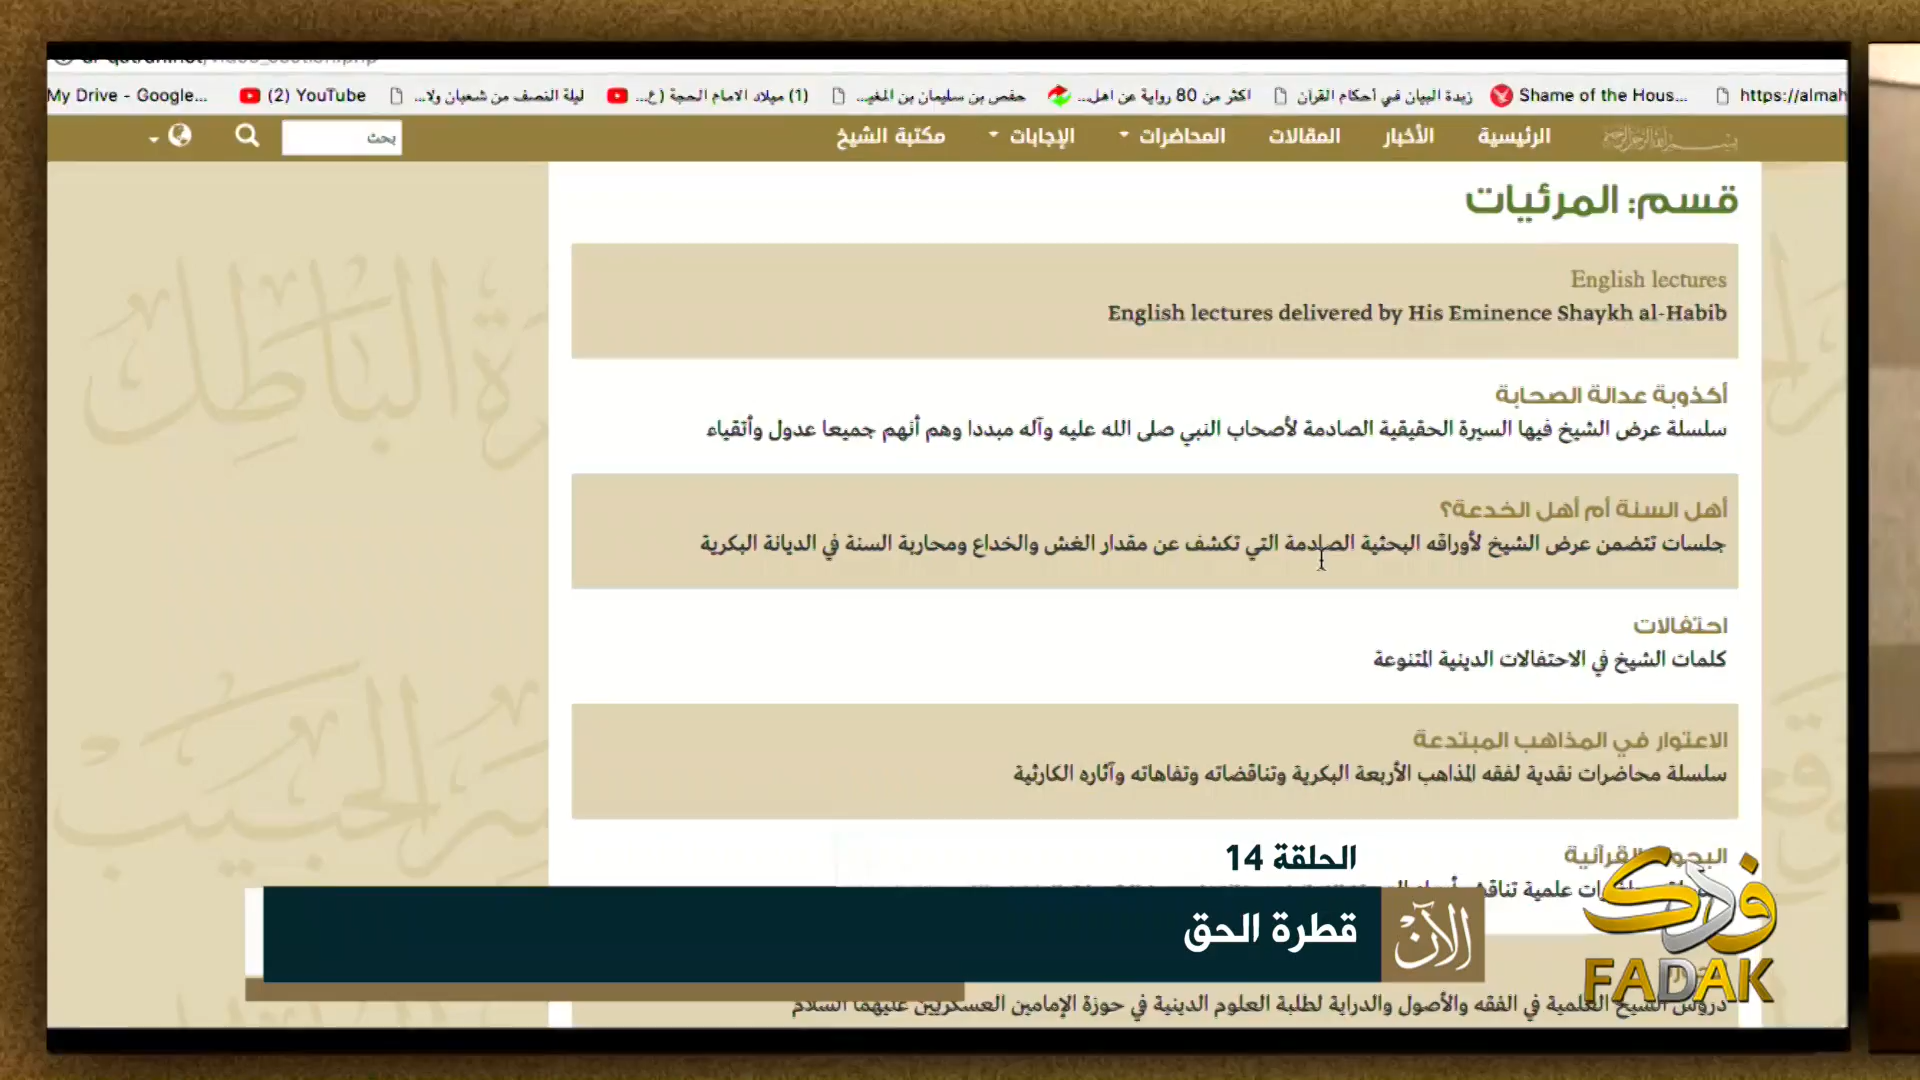 My Drive - Google...
(2) YouTube
ليلة النصف من شعبان ولا...
(1) ميلاد الامام الحجة (ع...
حفص بن سليمان بن المغيـ...
اكثر من 80 رواية عن اهل...
زبدة البيان في أحكام القرآن
Shame of the Hous...
https://almah
الرئيسية
الأخبار
المقالات
المحاضرات
الإجابات
مكتبة الشيخ
بحث
قسم: المرئيات
English lectures
English lectures delivered by His Eminence Shaykh al-Habib
أكذوبة عدالة الصحابة
سلسلة عرض الشيخ فيها السيرة الحقيقية الصادمة لأصحاب النبي صلى الله عليه وآله مبددا وهم أنهم جميعا عدول وأتقياء
أهل السنة أم أهل الخدعة؟
جلسات تتضمن عرض الشيخ لأوراقه البحثية الصادمة التي تكشف عن مقدار الغش والخداع ومحاربة السنة في الديانة البكرية
احتفالات
كلمات الشيخ في الاحتفالات الدينية المتنوعة
الاعتوار في المذاهب المبتدعة
سلسلة محاضرات نقدية لفقه المذاهب الأربعة البكرية وتناقضاته وتفاهاته وآثاره الكارثية
القرآنية
علمية
الحلقة 14
قطرة الحق
الآن
فدك
FADAK
دروس الشيخ العلمية في الفقه والأصول والدراية لطلبة العلوم الدينية في حوزة الإمامين العسكريين عليهما السلام